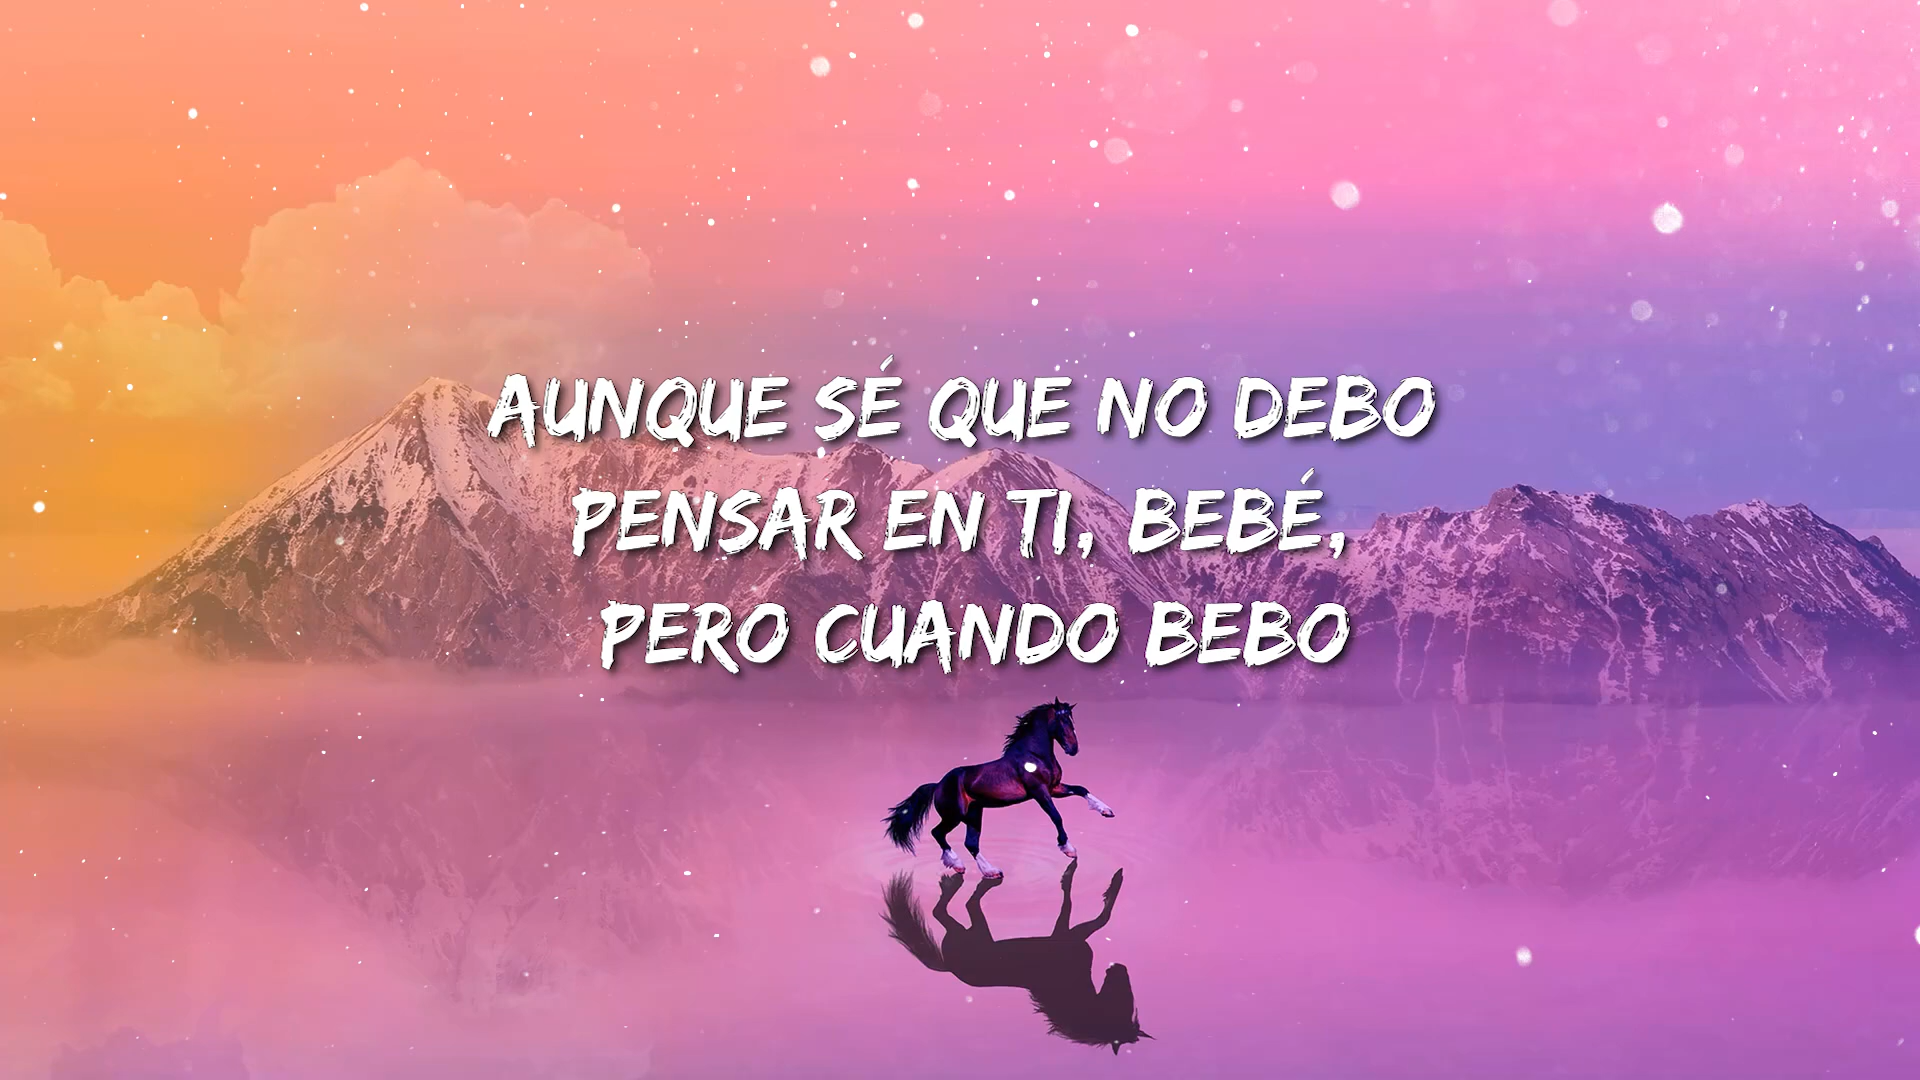 AUNQUE SÉ QUE NO DEBO
PENSAR EN TI, BEBÉ,
PERO CUANDO BEBO